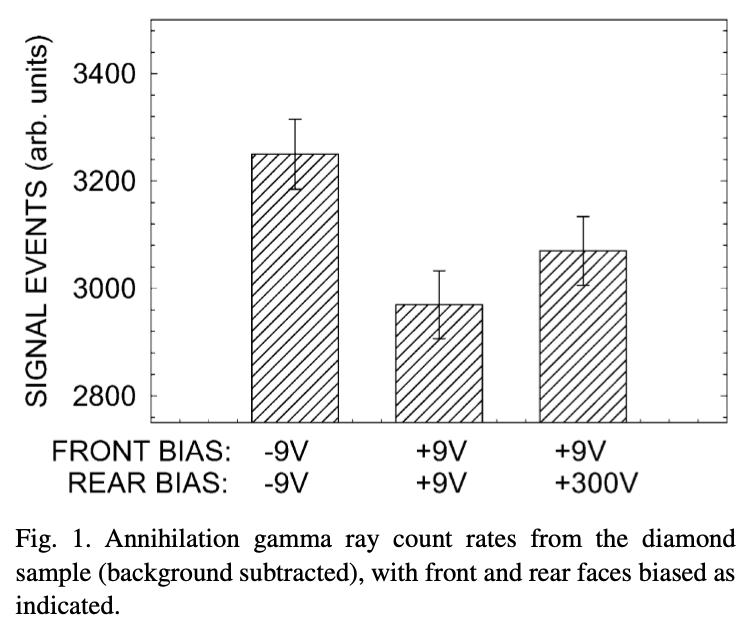 SIGNAL EVENTS (arb. units)
3400
3200
3000
2800
FRONT BIAS: -9V +9V +9V
REAR BIAS: -9V +9V +300V
Fig. 1. Annihilation gamma ray count rates from the diamond
sample (background subtracted), with front and rear faces biased as
indicated.